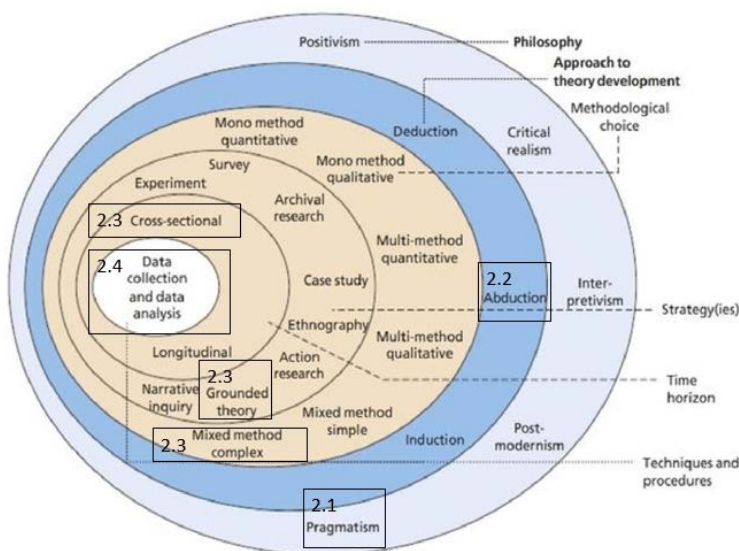 Positivism
Philosophy
Approach to
theory development
Methodological
choice
Deduction
Critical
realism
Mono method
quantitative
Mono method
qualitative
Survey
Experiment
Archival
research
2.3 Cross-sectional
2.4
Data
collection
and data
analysis
Multi-method
quantitative
2.2
Abduction
Inter-
pretivism
Case study
Strategy(ies)
Ethnography
Multi-method
qualitative
Longitudinal
Action
research
Time
horizon
Narrative
inquiry
2.3
Grounded
theory
Mixed method
simple
2.3 Mixed method
complex
Induction
Post-
modernism
Techniques and
procedures
2.1
Pragmatism